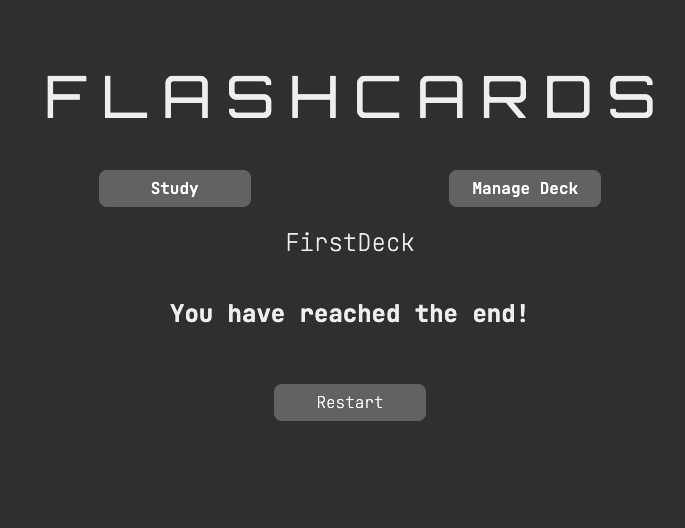 FLASHCARDS
Study
Manage Deck
FirstDeck
You have reached the end!
Restart